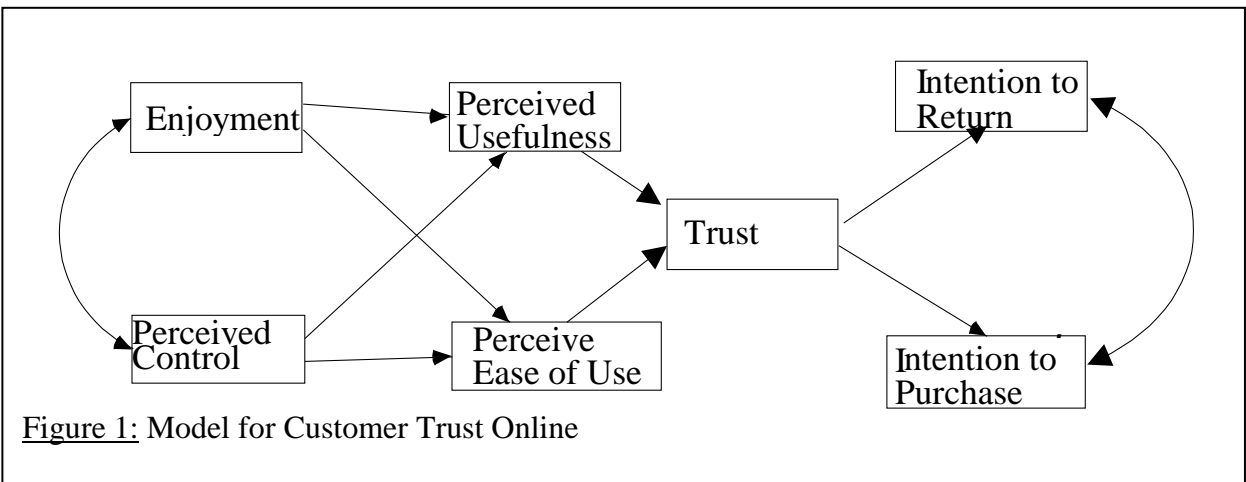 Enjoyment
Perceived
Usefulness
Intention to
Return
Trust
Perceived
Control
Perceive
Ease of Use
Intention to
Purchase
Figure 1: Model for Customer Trust Online